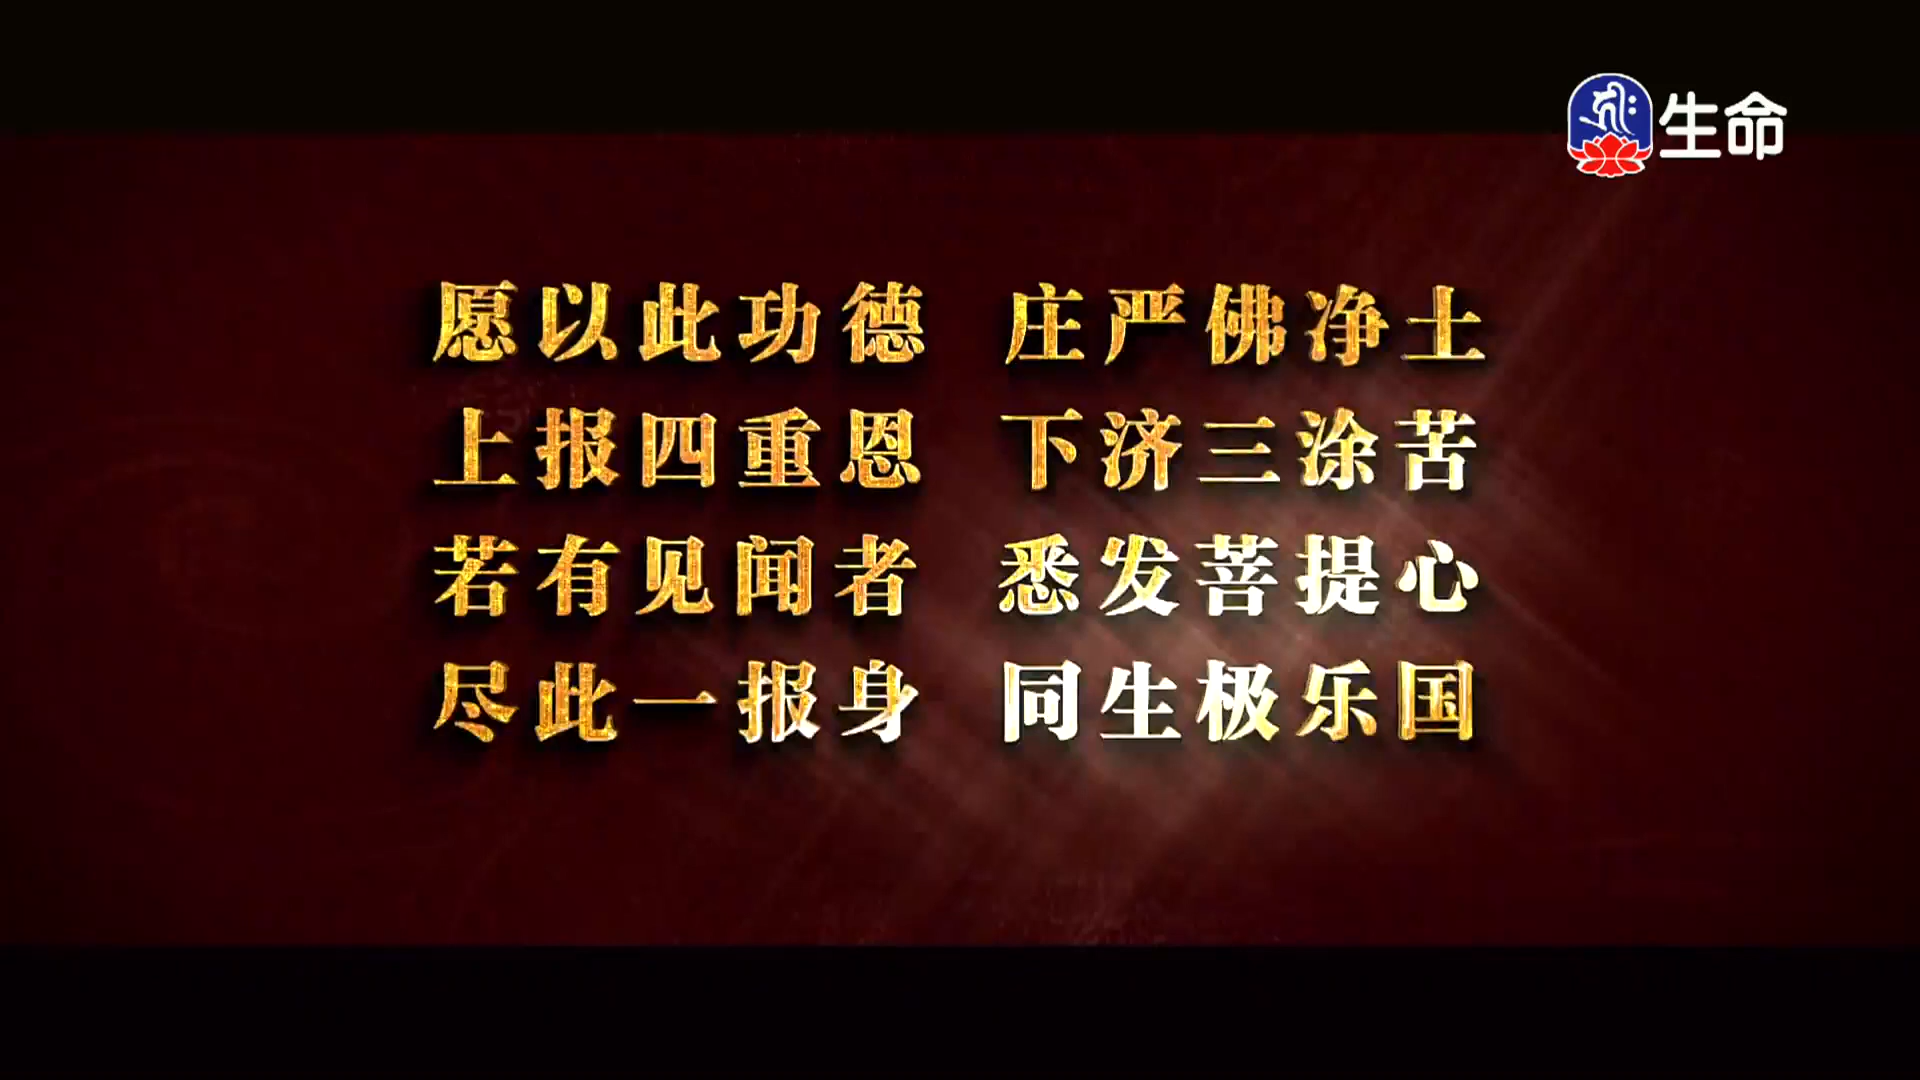 生命
愿以此功德 庄严佛净土
上报四重恩 下济三涂苦
若有见闻者 悉发菩提心
尽此一报身 同生极乐国